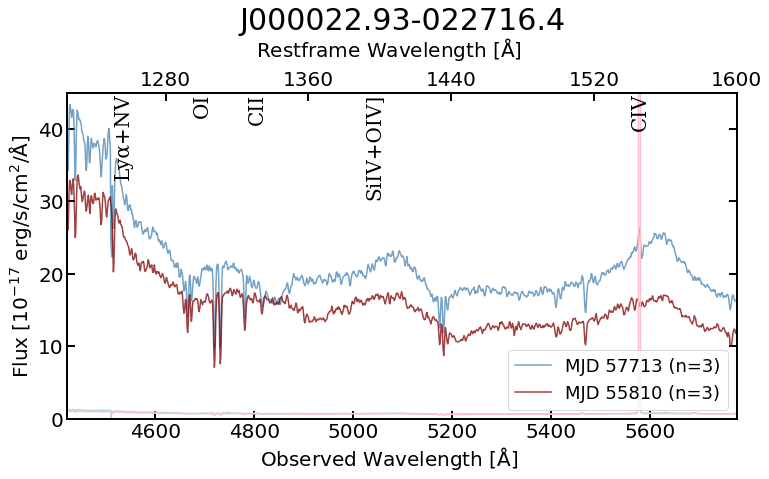 J000022.93-022716.4
Restframe Wavelength [Å]
1280 1360 1440 1520 1600
Lyα+NV
OI
CII
SiIV+OIV]
CIV
Flux [10⁻¹⁷ erg/s/cm²/Å]
40
30
20
10
0
MJD 57713 (n=3)
MJD 55810 (n=3)
4600 4800 5000 5200 5400 5600
Observed Wavelength [Å]